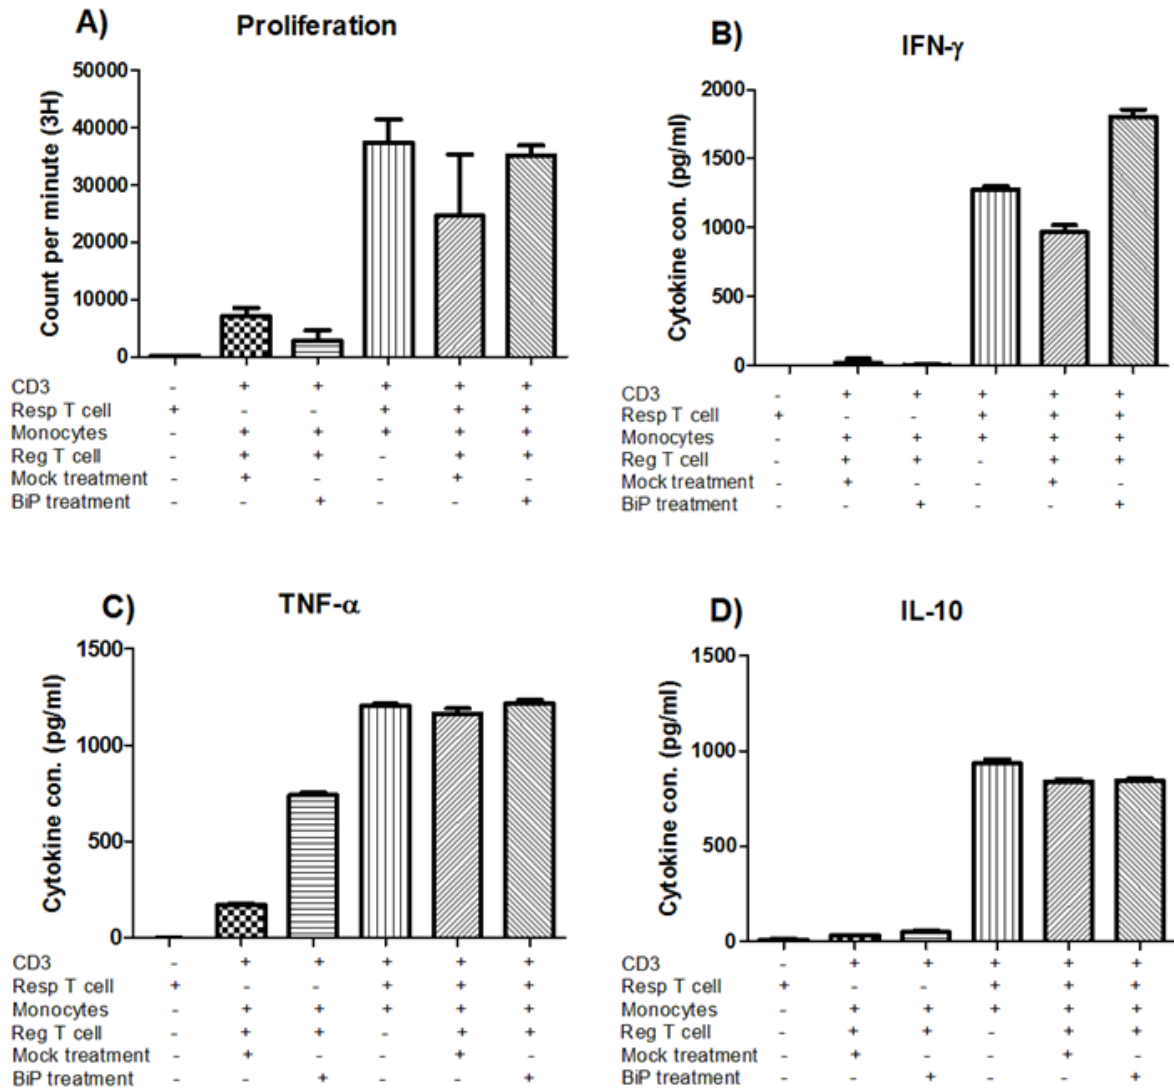 A)
Proliferation
Count per minute (3H)
50000
40000
30000
20000
10000
0
CD3 - + + + + +
Resp T cell + - - + + +
Monocytes - + + + + +
Reg T cell - + + - + +
Mock treatment - + - - + -
BiP treatment - - + - - +
B)
IFN-γ
Cytokine con. (pg/ml)
2000
1500
1000
500
0
CD3 - + + + + +
Resp T cell + - - + + +
Monocytes - + + + + +
Reg T cell - + + - + +
Mock treatment - + - - + -
BiP treatment - - + - - +
C)
TNF-α
Cytokine con. (pg/ml)
1500
1000
500
0
CD3 - + + + + +
Resp T cell + - - + + +
Monocytes - + + + + +
Reg T cell - + + - + +
Mock treatment - + - - + -
BiP treatment - - + - - +
D)
IL-10
Cytokine con. (pg/ml)
1500
1000
500
0
CD3 - + + + + +
Resp T cell + - - + + +
Monocytes - + + + + +
Reg T cell - + + - + +
Mock treatment - + - - + -
BiP treatment - - + - - +